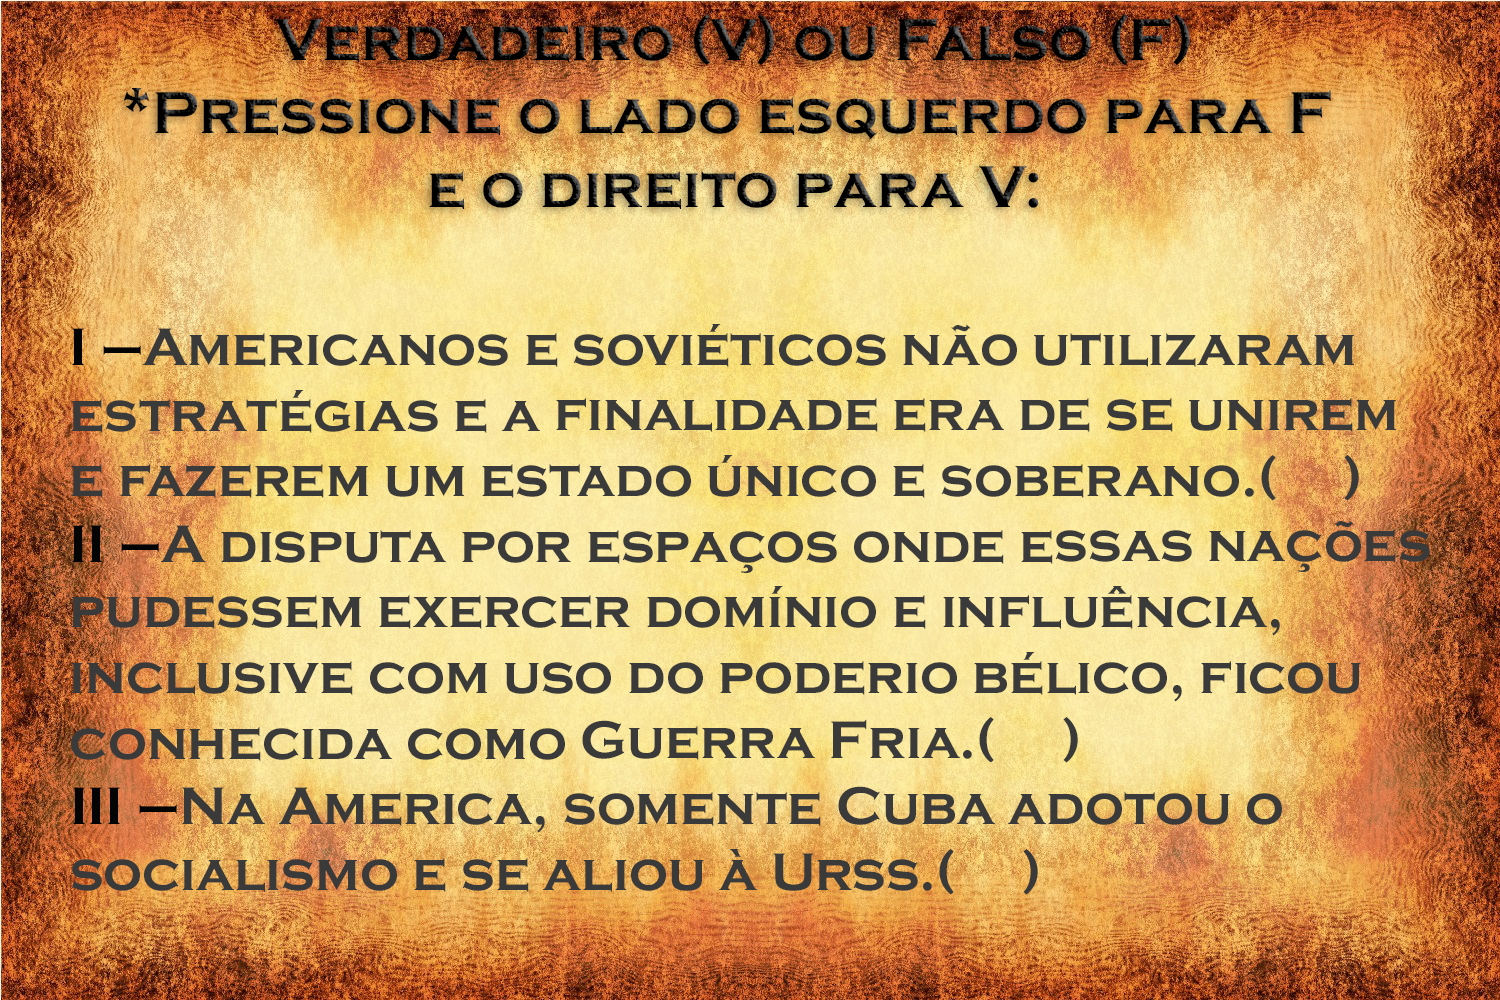 Verdadeiro (V) ou Falso (F)
*Pressione o lado esquerdo para F
e o direito para V:
I –Americanos e soviéticos não utilizaram
estratégias e a finalidade era de se unirem
e fazerem um estado único e soberano.( )
II –A disputa por espaços onde essas nações
pudessem exercer domínio e influência,
inclusive com uso do poderio bélico, ficou
conhecida como Guerra Fria.( )
III –Na America, somente Cuba adotou o
socialismo e se aliou à Urss.( )